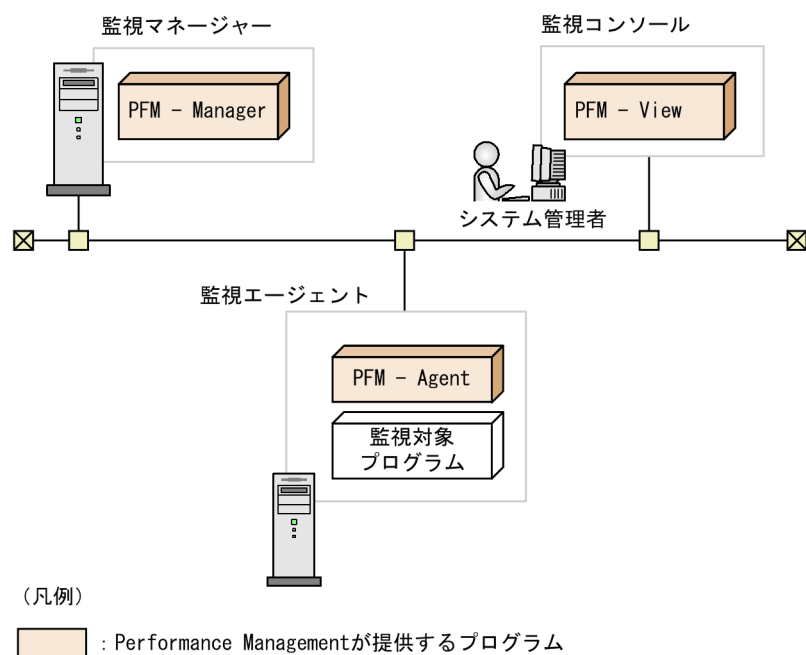 監視マネージャー
監視コンソール
PFM － Manager
PFM － View
システム管理者
監視エージェント
PFM － Agent
監視対象
プログラム
（凡例）
：Performance Managementが提供するプログラム